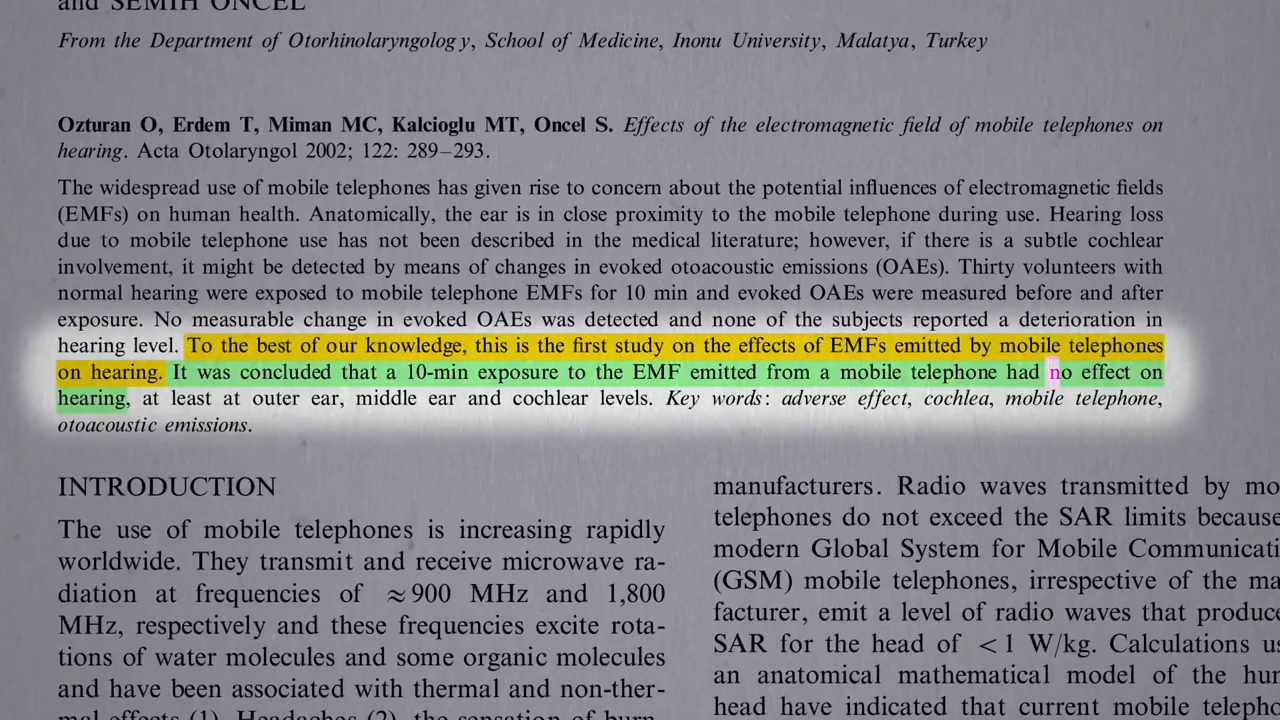 and SEMIH ONCEL
From the Department of Otorhinolaryngology, School of Medicine, Inonu University, Malatya, Turkey
Ozturan O, Erdem T, Miman MC, Kalcioglu MT, Oncel S. Effects of the electromagnetic field of mobile telephones on
hearing. Acta Otolaryngol 2002; 122: 289–293.
The widespread use of mobile telephones has given rise to concern about the potential influences of electromagnetic fields
(EMFs) on human health. Anatomically, the ear is in close proximity to the mobile telephone during use. Hearing loss
due to mobile telephone use has not been described in the medical literature; however, if there is a subtle cochlear
involvement, it might be detected by means of changes in evoked otoacoustic emissions (OAEs). Thirty volunteers with
normal hearing were exposed to mobile telephone EMFs for 10 min and evoked OAEs were measured before and after
exposure. No measurable change in evoked OAEs was detected and none of the subjects reported a deterioration in
hearing level. To the best of our knowledge, this is the first study on the effects of EMFs emitted by mobile telephones
on hearing. It was concluded that a 10-min exposure to the EMF emitted from a mobile telephone had no effect on
hearing, at least at outer ear, middle ear and cochlear levels. Key words: adverse effect, cochlea, mobile telephone,
otoacoustic emissions.
INTRODUCTION
The use of mobile telephones is increasing rapidly
worldwide. They transmit and receive microwave ra-
diation at frequencies of ≈900 MHz and 1,800
MHz, respectively and these frequencies excite rota-
tions of water molecules and some organic molecules
and have been associated with thermal and non-ther-
mal effects (1). Headaches (2), the sensation of burn-
manufacturers. Radio waves transmitted by mo
telephones do not exceed the SAR limits because
modern Global System for Mobile Communicati
(GSM) mobile telephones, irrespective of the ma
facturer, emit a level of radio waves that produce
SAR for the head of <1 W/kg. Calculations us
an anatomical mathematical model of the hum
head have indicated that current mobile telepho